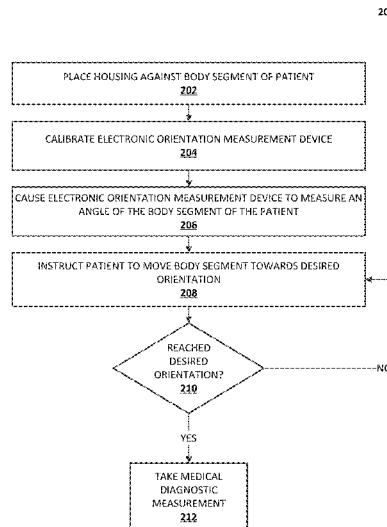 PLACE HOUSING AGAINST BODY SEGMENT OF PATIENT
202
CALIBRATE ELECTRONIC ORIENTATION MEASUREMENT DEVICE
204
CAUSE ELECTRONIC ORIENTATION MEASUREMENT DEVICE TO MEASURE AN
ANGLE OF THE BODY SEGMENT OF THE PATIENT
206
INSTRUCT PATIENT TO MOVE BODY SEGMENT TOWARDS DESIRED
ORIENTATION
208
REACHED
DESIRED
ORIENTATION?
210
NO
YES
TAKE MEDICAL
DIAGNOSTIC
MEASUREMENT
212